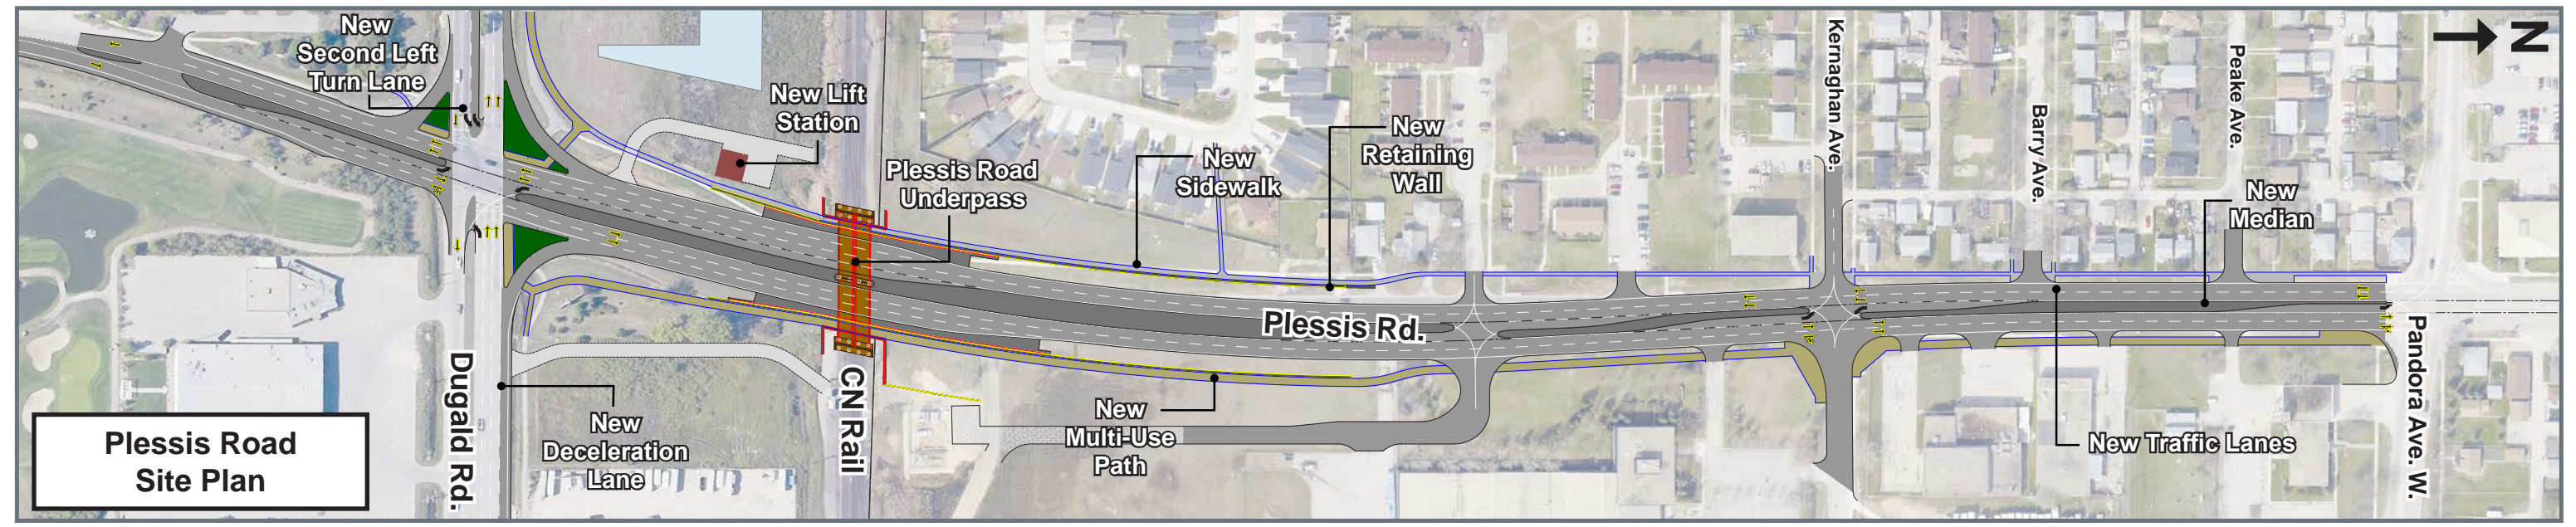 New
Second Left
Turn Lane
New Lift
Station
Plessis Road
Underpass
New
Sidewalk
New
Retaining
Wall
Kernaghan Ave.
Barry Ave.
Peake Ave.
New
Median
N
Plessis Rd.
Dugald Rd.
CN Rail
New
Deceleration
Lane
New
Multi-Use
Path
New Traffic Lanes
Pandora Ave. W.
Plessis Road
Site Plan